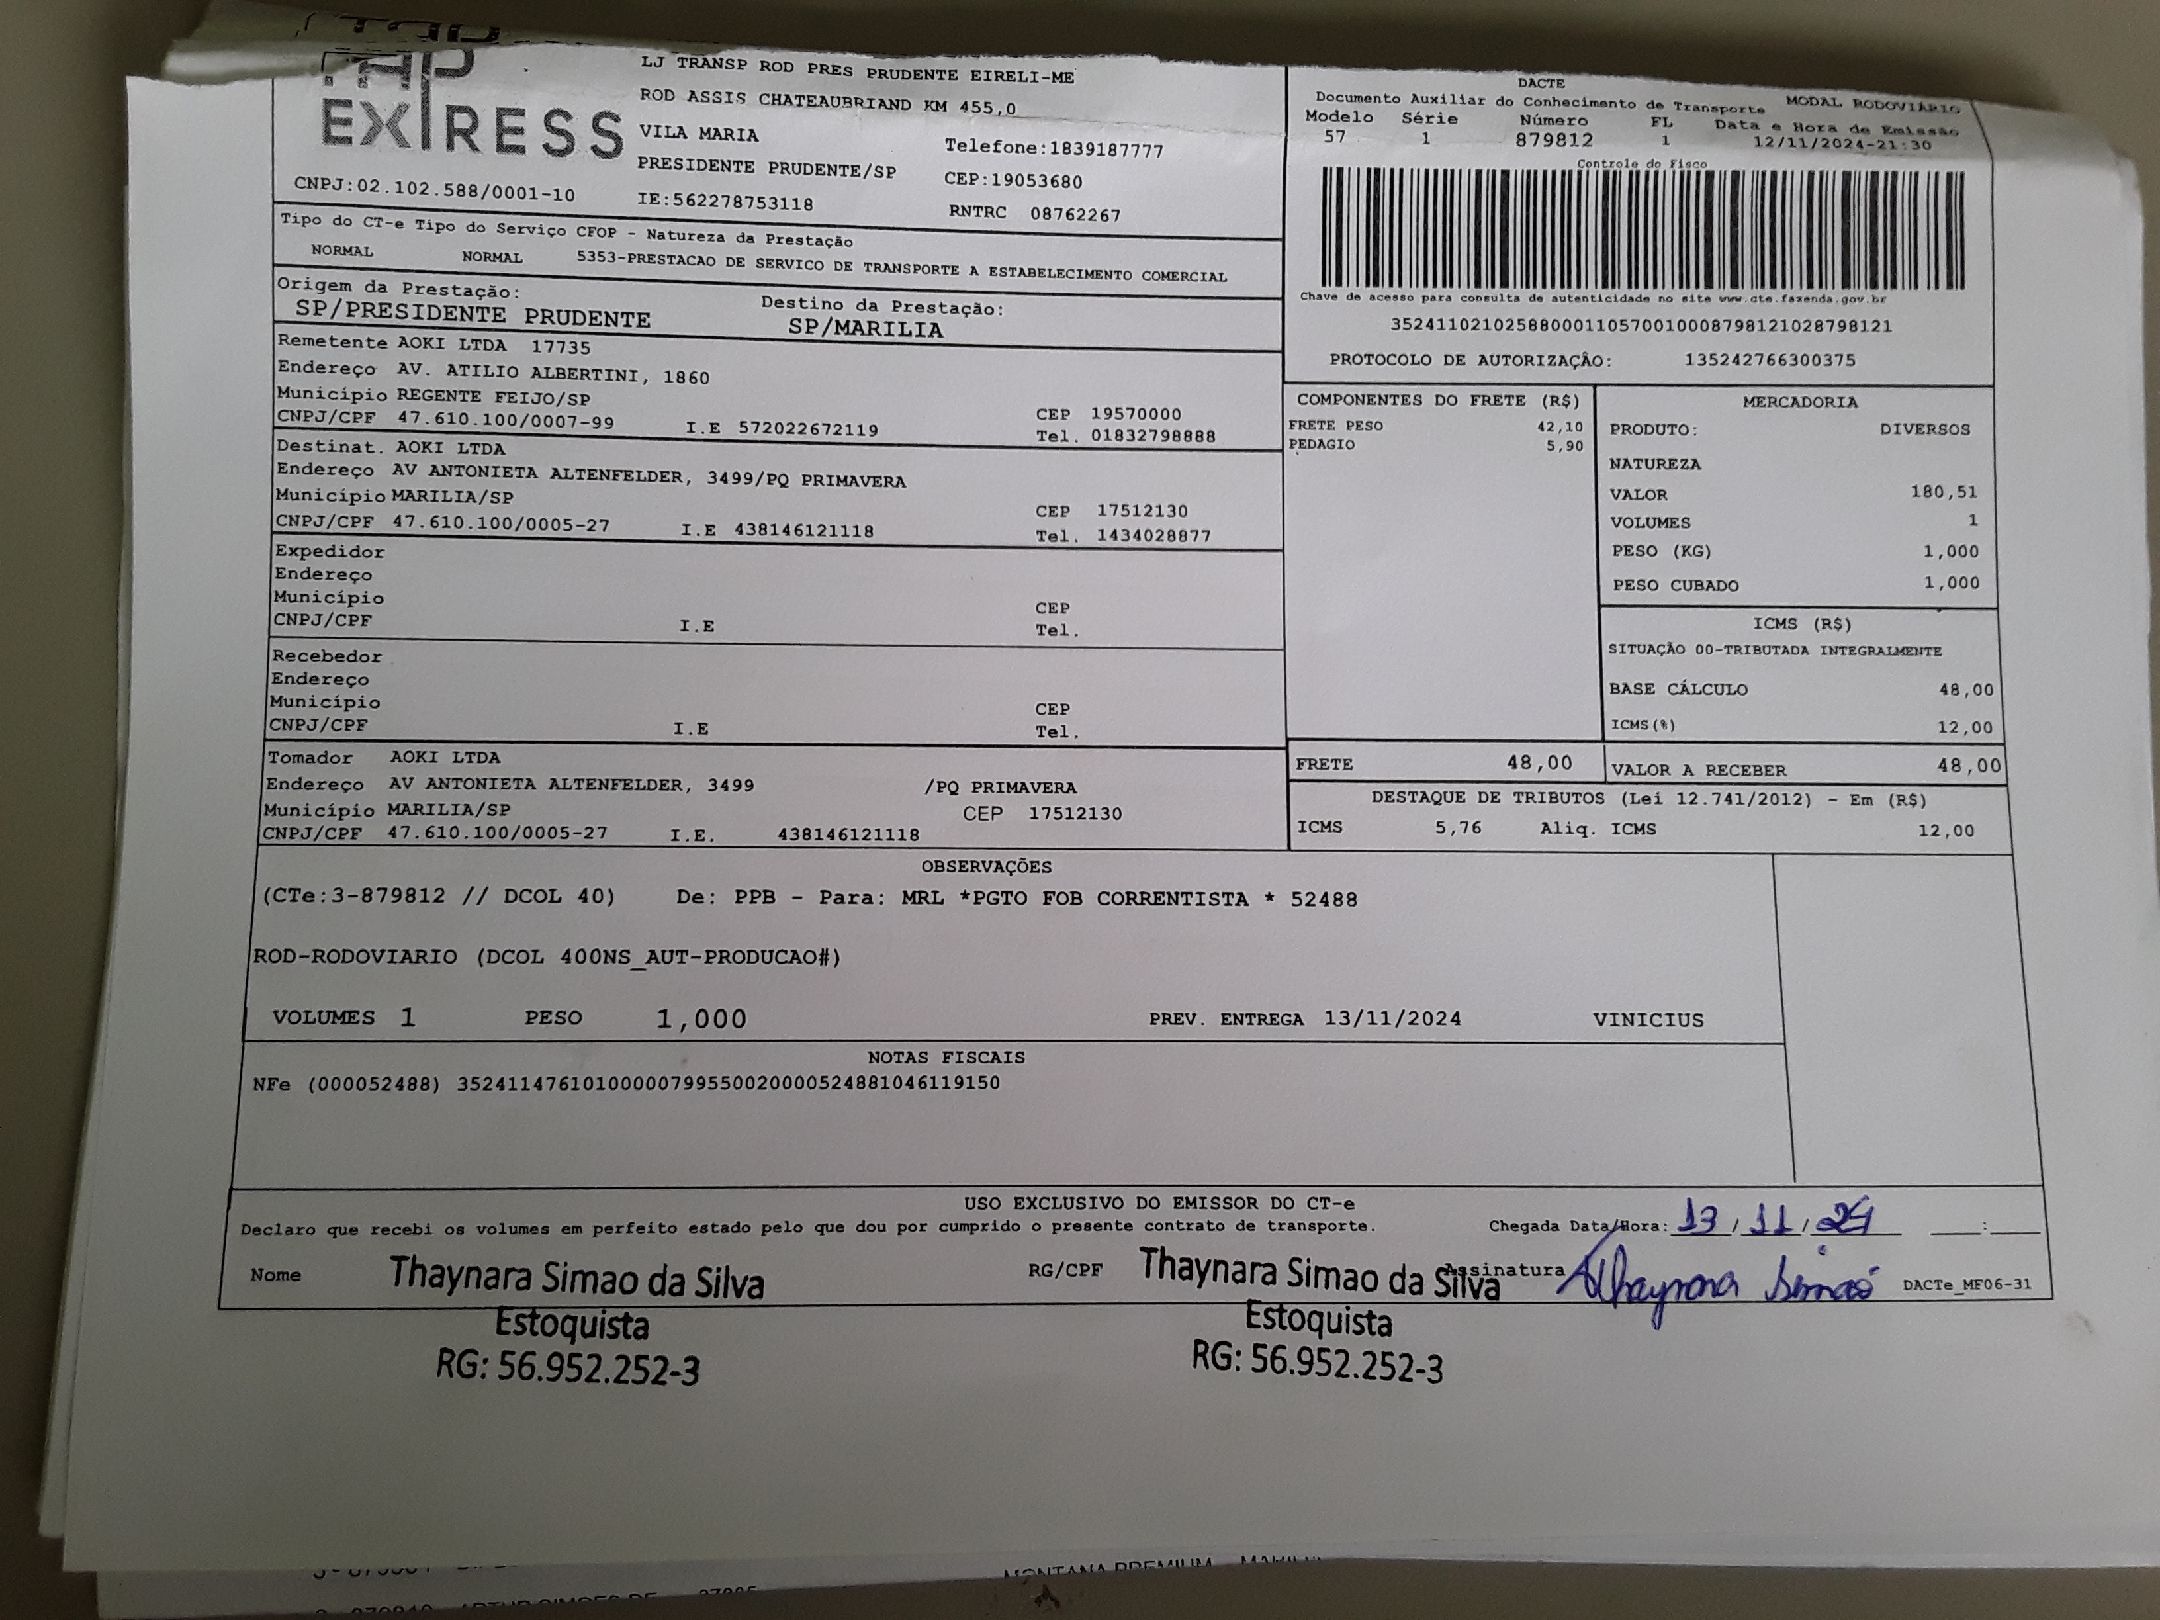 EXPRESS
LJ TRANSP ROD PRES PRUDENTE EIRELI-ME
ROD ASSIS CHATEAUBRIAND KM 455,0
VILA MARIA
Telefone:1839187777
PRESIDENTE PRUDENTE/SP
CEP:19053680
CNPJ:02.102.588/0001-10
IE:562278753118
RNTRC 08762267
DACTE
Documento Auxiliar do Conhecimento de Transporte MODAL RODOVIÁRIO
Modelo Série Número FL Data e Hora de Emissão
57 1 879812 1 12/11/2024-21:30
Controle do Fisco
Chave de acesso para consulta de autenticidade no site www.cte.fazenda.gov.br
35241102102588000110570010008798121028798121
PROTOCOLO DE AUTORIZAÇÂO: 135242766300375
Tipo do CT-e Tipo do Serviço CFOP - Natureza da Prestação
NORMAL NORMAL 5353-PRESTACAO DE SERVICO DE TRANSPORTE A ESTABELECIMENTO COMERCIAL
Origem da Prestação: Destino da Prestação:
SP/PRESIDENTE PRUDENTE SP/MARILIA
Remetente AOKI LTDA 17735
Endereço AV. ATILIO ALBERTINI, 1860
Município REGENTE FEIJO/SP CEP 19570000
CNPJ/CPF 47.610.100/0007-99 I.E 572022672119 Tel. 01832798888
Destinat. AOKI LTDA
Endereço AV ANTONIETA ALTENFELDER, 3499/PQ PRIMAVERA
Município MARILIA/SP CEP 17512130
CNPJ/CPF 47.610.100/0005-27 I.E 438146121118 Tel. 1434028877
Expedidor
Endereço
Município CEP
CNPJ/CPF I.E Tel.
Recebedor
Endereço
Município CEP
CNPJ/CPF I.E Tel.
Tomador AOKI LTDA
Endereço AV ANTONIETA ALTENFELDER, 3499 /PQ PRIMAVERA
Município MARILIA/SP CEP 17512130
CNPJ/CPF 47.610.100/0005-27 I.E. 438146121118
COMPONENTES DO FRETE (R$)
FRETE PESO 42,10
PEDAGIO 5,90
MERCADORIA
PRODUTO: DIVERSOS
NATUREZA
VALOR 180,51
VOLUMES 1
PESO (KG) 1,000
PESO CUBADO 1,000
ICMS (R$)
SITUAÇÃO 00-TRIBUTADA INTEGRALMENTE
BASE CÁLCULO 48,00
ICMS(%) 12,00
FRETE 48,00 VALOR A RECEBER 48,00
DESTAQUE DE TRIBUTOS (Lei 12.741/2012) - Em (R$)
ICMS 5,76 Aliq. ICMS 12,00
OBSERVAÇÕES
(CTe:3-879812 // DCOL 40) De: PPB - Para: MRL *PGTO FOB CORRENTISTA * 52488
ROD-RODOVIARIO (DCOL 400NS_AUT-PRODUCAO#)
VOLUMES 1 PESO 1,000 PREV. ENTREGA 13/11/2024 VINICIUS
NOTAS FISCAIS
NFe (000052488) 35241147610100000799550020000524881046119150
USO EXCLUSIVO DO EMISSOR DO CT-e
Declaro que recebi os volumes em perfeito estado pelo que dou por cumprido o presente contrato de transporte. Chegada Data/Hora: 13 / 11 / 24 :
Nome Thaynara Simao da Silva RG/CPF Thaynara Simao da Silva Assinatura Thaynara Simao DACTe_MF06-31
Estoquista Estoquista
RG: 56.952.252-3 RG: 56.952.252-3
MONTANA PREMIUM